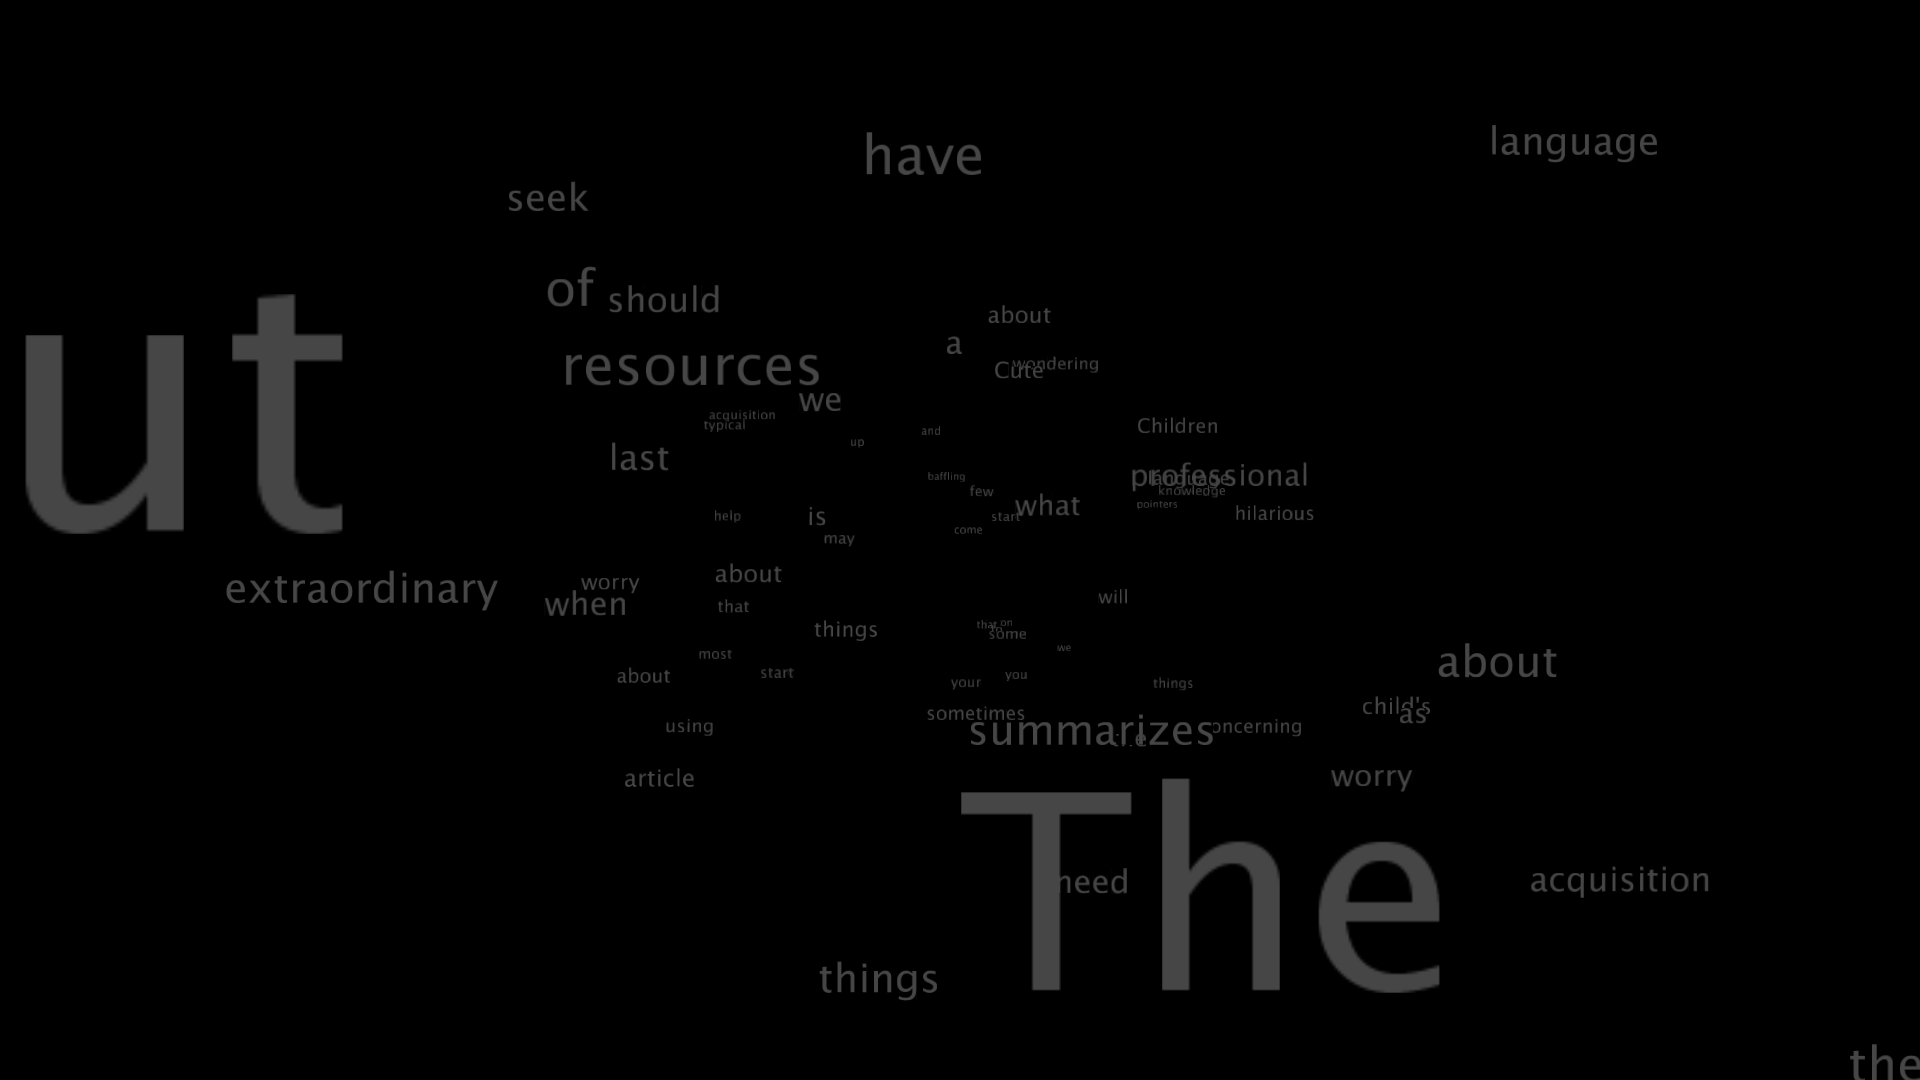 language
have
seek
of should
about
a
wondering
Cute
resources
we
acquisition
typical
Children
and
up
last
professional
language
baffling
knowledge
few
pointers
what
hilarious
start
help
is
come
may
about
worry
extraordinary
when
that
will
things
that on
some
we
most
about
start
you
your
things
about
child's
as
sometimes
using
summarizes
ut
article
worry
The
need
acquisition
things
the